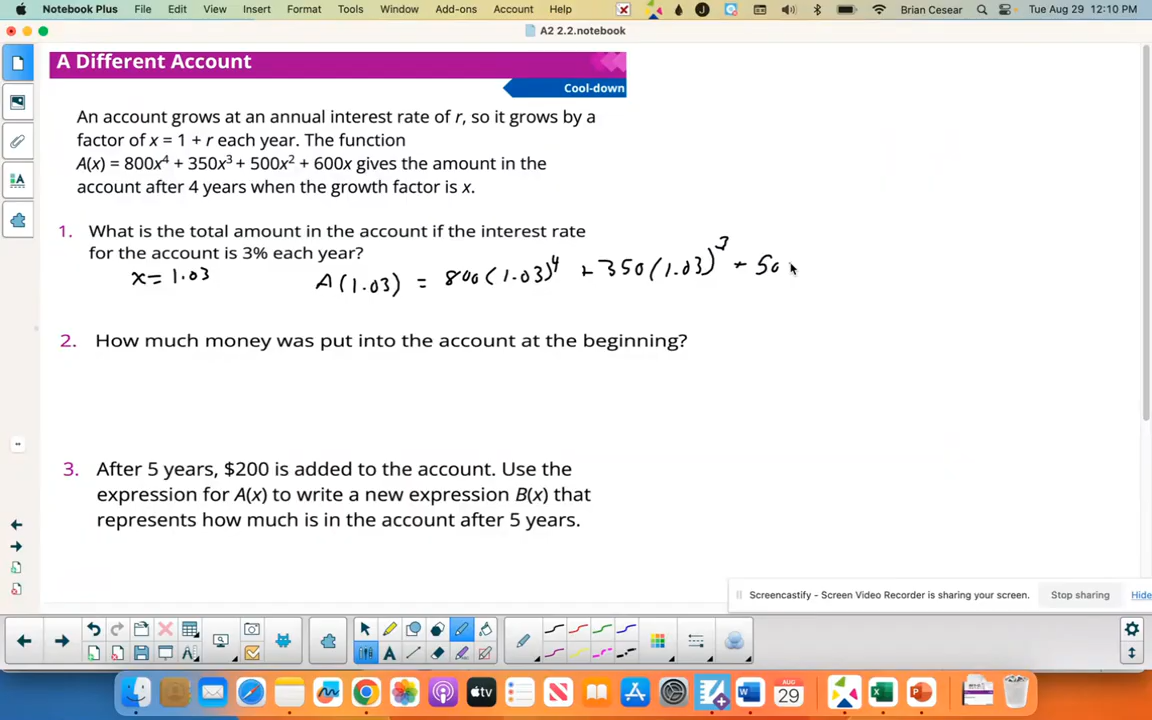 Notebook Plus File Edit View Insert Format Tools Window Add-ons Account Help Brian Cesear Tue Aug 29 12:10 PM
A2 2.2.notebook
A Different Account
Cool-down
An account grows at an annual interest rate of r, so it grows by a
factor of x = 1 + r each year. The function
A(x) = 800x⁴ + 350x³ + 500x² + 600x gives the amount in the
account after 4 years when the growth factor is x.
1. What is the total amount in the account if the interest rate
for the account is 3% each year?
x = 1.03 A(1.03) = 800(1.03)⁴ + 350(1.03)³ + 50
2. How much money was put into the account at the beginning?
3. After 5 years, $200 is added to the account. Use the
expression for A(x) to write a new expression B(x) that
represents how much is in the account after 5 years.
Screencastify - Screen Video Recorder is sharing your screen. Stop sharing Hide
AUG
29